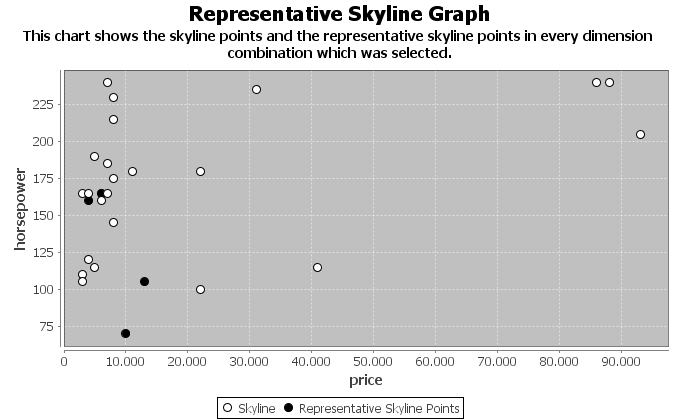 Representative Skyline Graph
This chart shows the skyline points and the representative skyline points in every dimension
combination which was selected.
225
200
175
150
125
100
75
horsepower
0 10.000 20.000 30.000 40.000 50.000 60.000 70.000 80.000 90.000
price
Skyline Representative Skyline Points